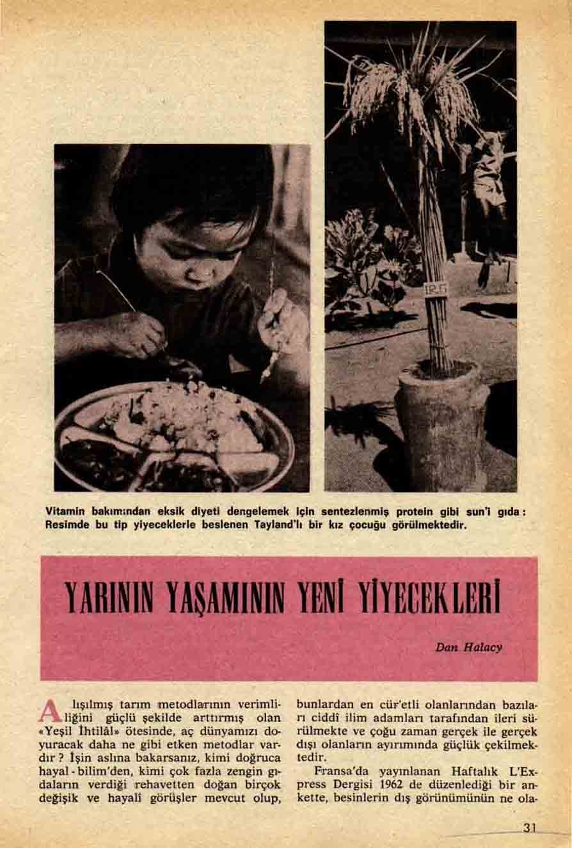 Vitamin bakımından eksik diyeti dengelemek için sentezlenmiş protein gibi sun'i gıda :
Resimde bu tip yiyeceklerle beslenen Tayland'lı bir kız çocuğu görülmektedir.
YARININ YAŞAMININ YENİ YİYECEKLERİ
Dan Halacy
Alışılmış tarım metodlarının verimli-
liğini güçlü şekilde arttırmış olan
«Yeşil İhtilâl» ötesinde, aç dünyamızı do-
yuracak daha ne gibi etken metodlar var-
dır ? İşin aslına bakarsanız, kimi doğruca
hayal - bilim'den, kimi çok fazla zengin gı-
daların verdiği rehavetten doğan birçok
değişik ve hayalî görüşler mevcut olup,
bunlardan en cür'etli olanlarından bazıla-
rı ciddî ilim adamları tarafından ileri sü-
rülmekte ve çoğu zaman gerçek ile gerçek
dışı olanların ayırımında güçlük çekilmek-
tedir.
Fransa'da yayınlanan Haftalık L'Ex-
press Dergisi 1962 de düzenlediği bir an-
kette, besinlerin dış görünümünün ne ola-
31